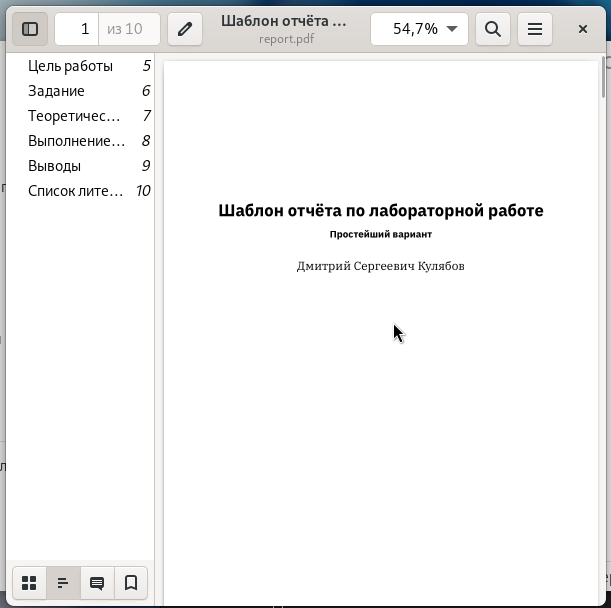 1 из 10
Шаблон отчёта ...
report.pdf
54,7%
Цель работы 5
Задание 6
Теоретичес... 7
Выполнение... 8
Выводы 9
Список лите... 10
Шаблон отчёта по лабораторной работе
Простейший вариант
Дмитрий Сергеевич Кулябов